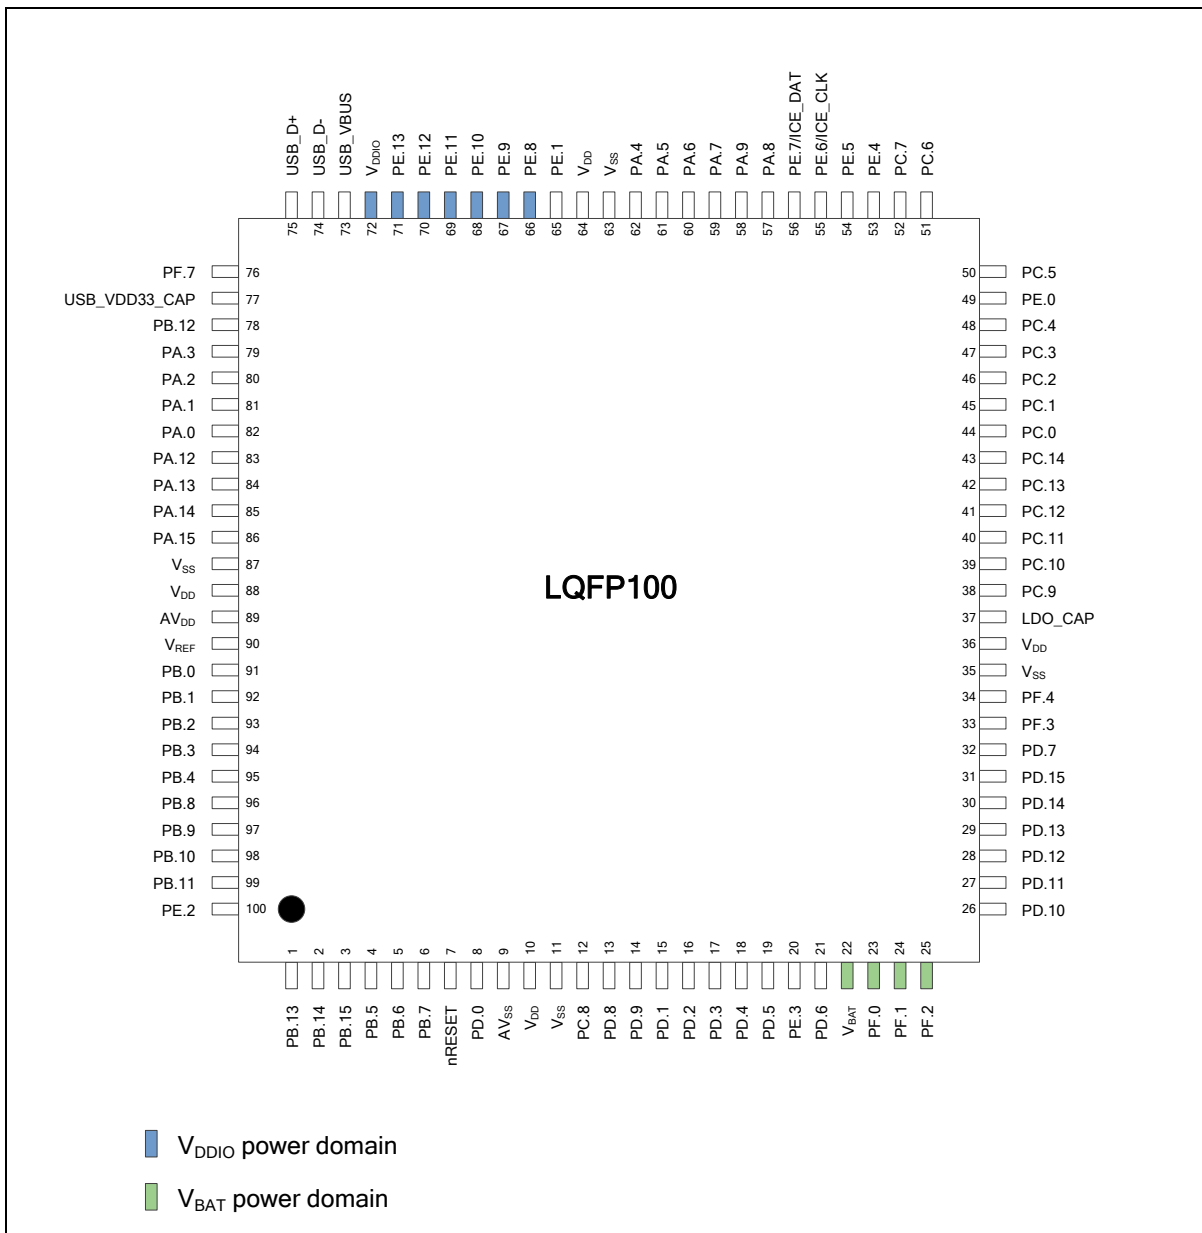 USB_D+
USB_D-
USB_VBUS
VDDIO
PE.13
PE.12
PE.11
PE.10
PE.9
PE.8
PE.1
VDD
VSS
PA.4
PA.5
PA.6
PA.7
PA.9
PA.8
PE.7/ICE_DAT
PE.6/ICE_CLK
PE.5
PE.4
PC.7
PC.6
75 74 73 72 71 70 69 68 67 66 65 64 63 62 61 60 59 58 57 56 55 54 53 52 51
PF.7 76 50 PC.5
USB_VDD33_CAP 77 49 PE.0
PB.12 78 48 PC.4
PA.3 79 47 PC.3
PA.2 80 46 PC.2
PA.1 81 45 PC.1
PA.0 82 44 PC.0
PA.12 83 43 PC.14
PA.13 84 42 PC.13
PA.14 85 41 PC.12
PA.15 86 40 PC.11
VSS 87 39 PC.10
VDD 88 38 PC.9
LQFP100
AVDD 89 37 LDO_CAP
VREF 90 36 VDD
PB.0 91 35 VSS
PB.1 92 34 PF.4
PB.2 93 33 PF.3
PB.3 94 32 PD.7
PB.4 95 31 PD.15
PB.8 96 30 PD.14
PB.9 97 29 PD.13
PB.10 98 28 PD.12
PB.11 99 27 PD.11
PE.2 100 26 PD.10
1 2 3 4 5 6 7 8 9 10 11 12 13 14 15 16 17 18 19 20 21 22 23 24 25
PB.13
PB.14
PB.15
PB.5
PB.6
PB.7
nRESET
PD.0
AVSS
VDD
VSS
PC.8
PD.8
PD.9
PD.1
PD.2
PD.3
PD.4
PD.5
PE.3
PD.6
VBAT
PF.0
PF.1
PF.2
VDDIO power domain
VBAT power domain